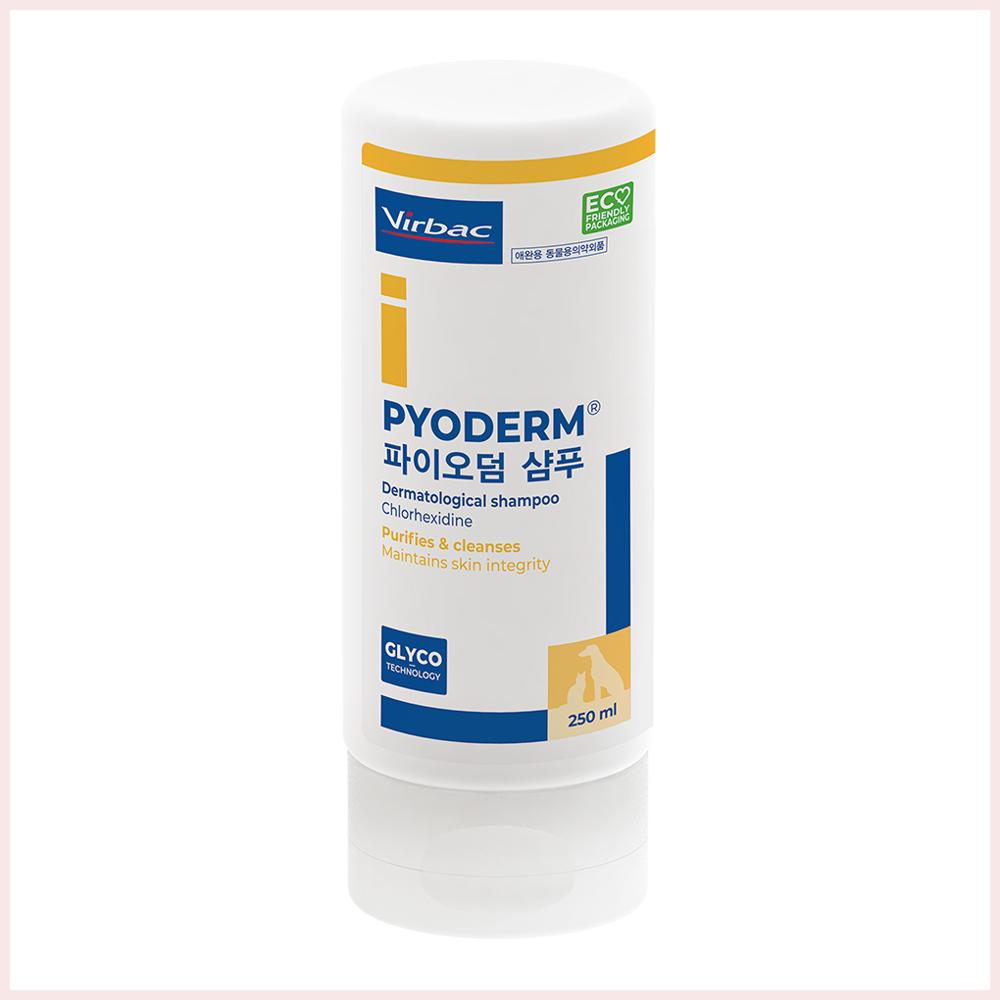 Virbac
ECO
FRIENDLY
PACKAGING
애완용 동물용의약외품
PYODERM®
파이오덤 샴푸
Dermatological shampoo
Chlorhexidine
Purifies & cleanses
Maintains skin integrity
GLYCO
TECHNOLOGY
250 ml